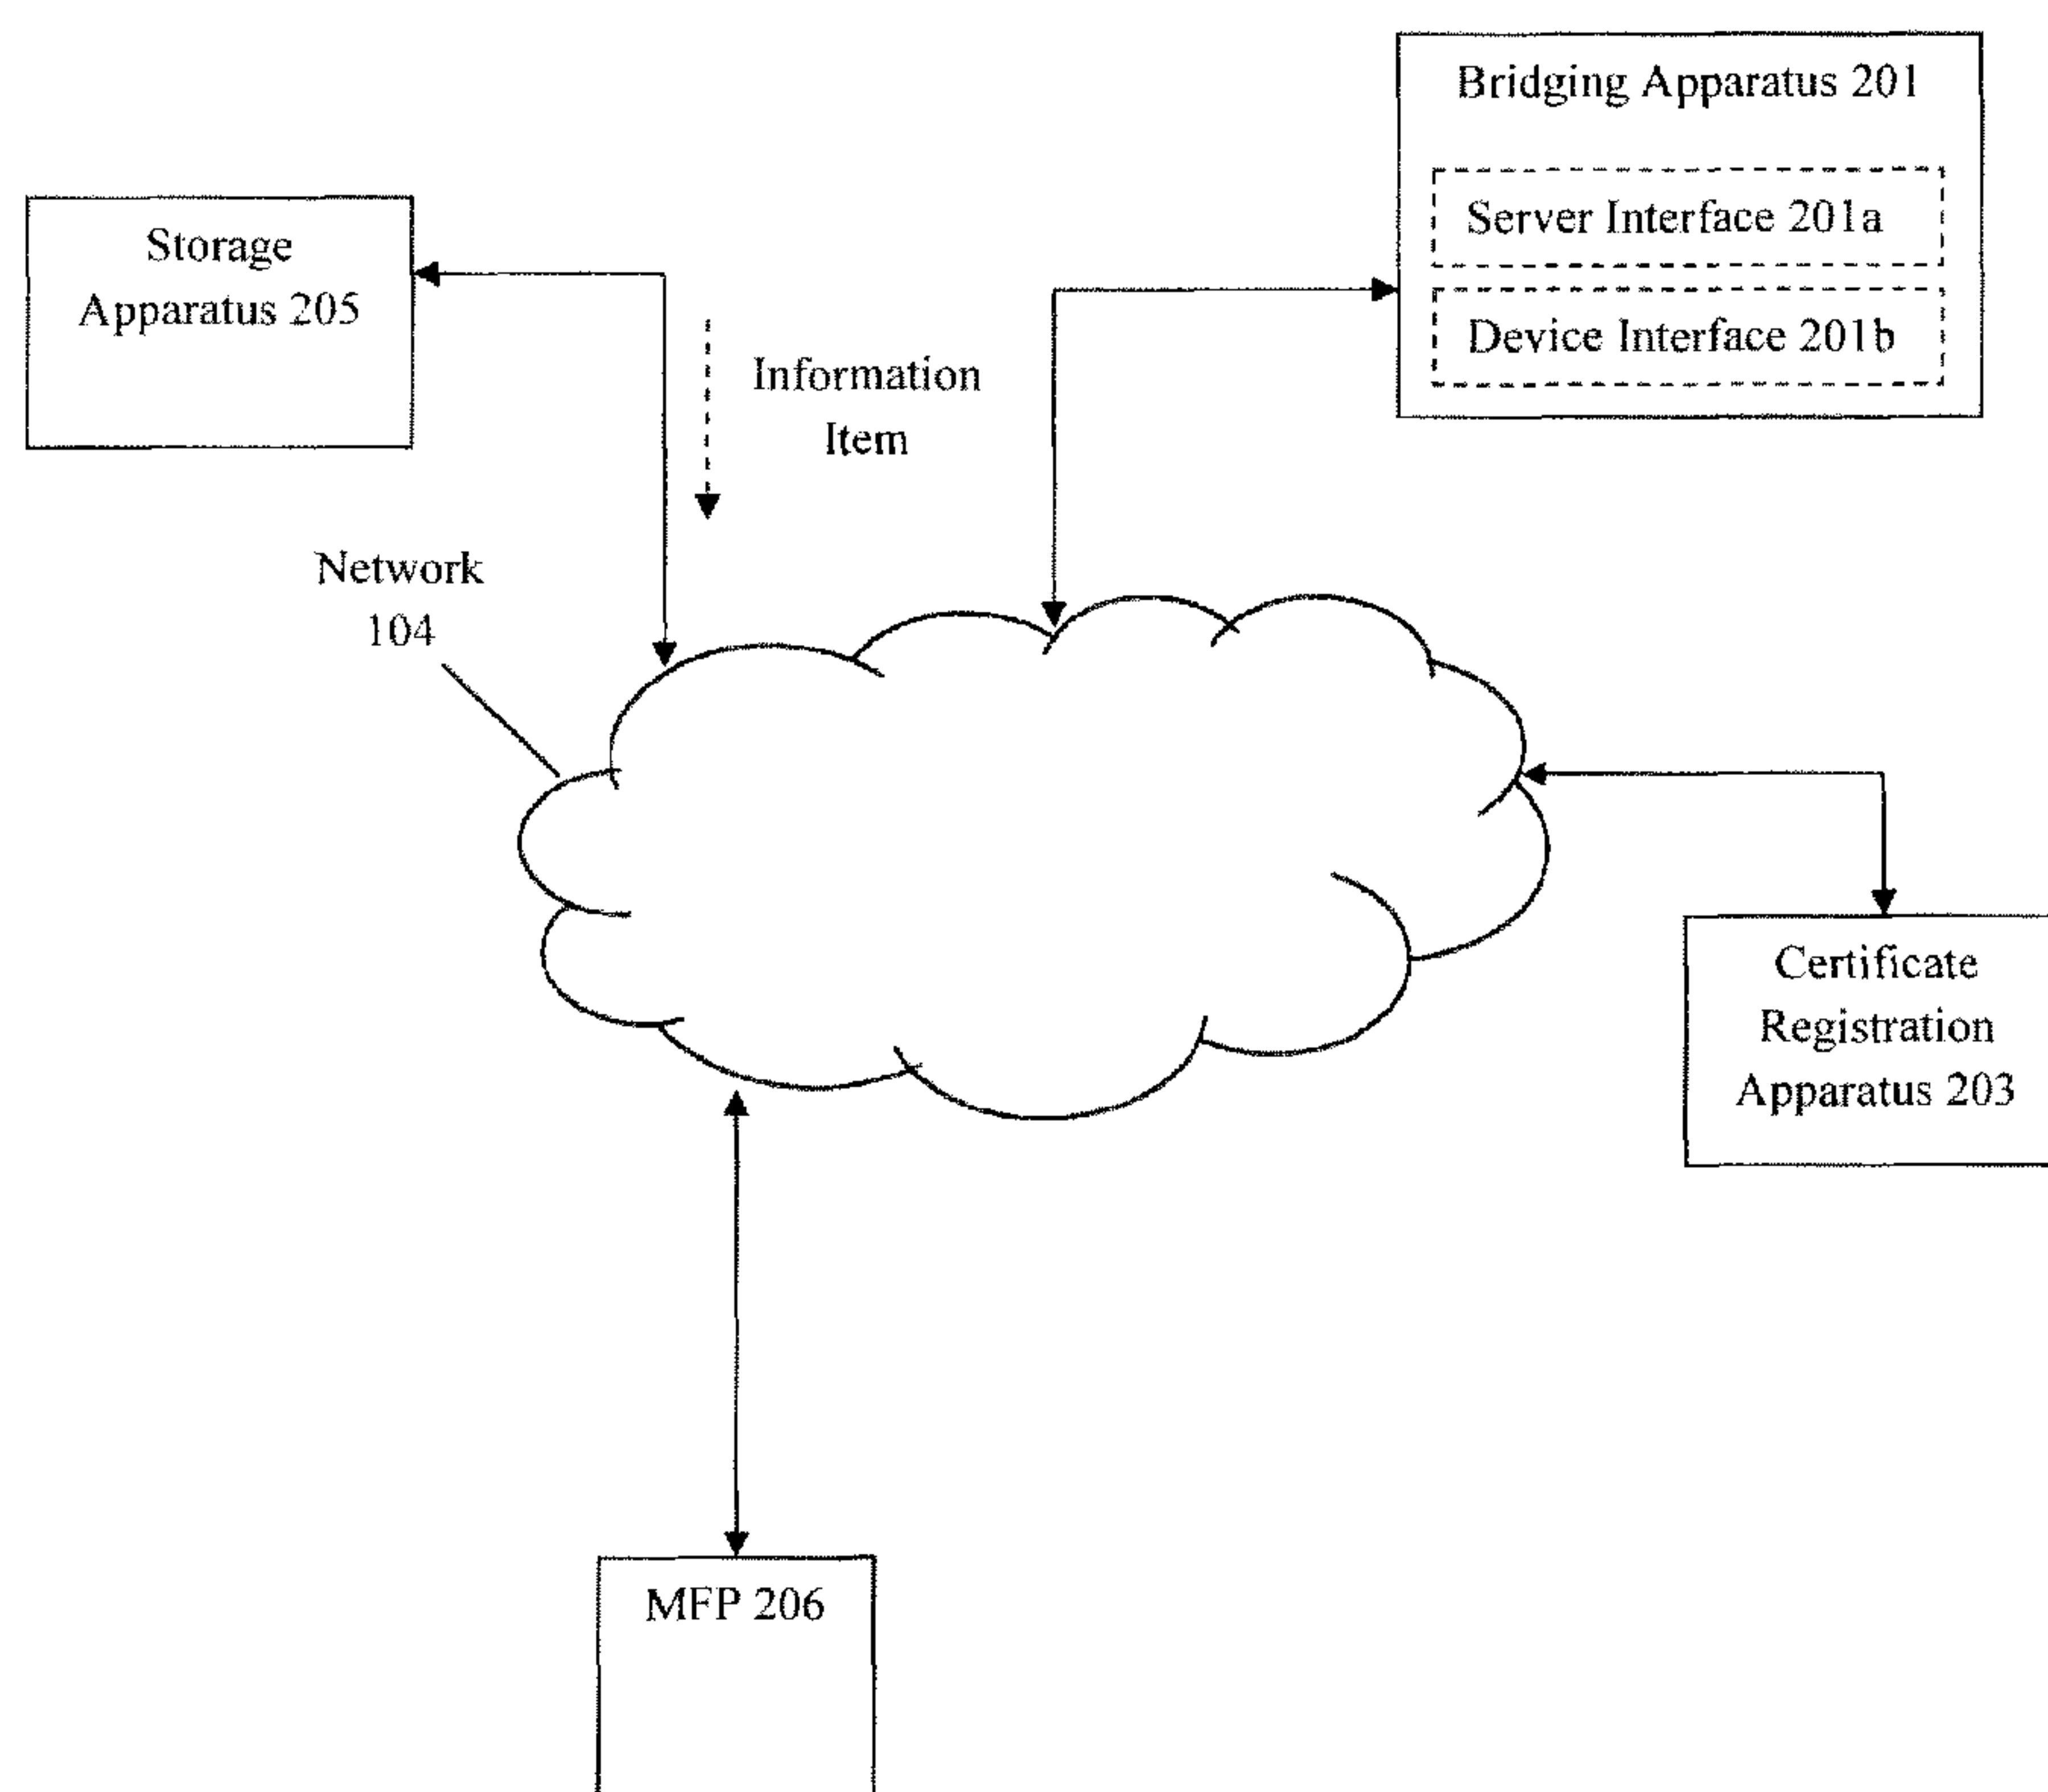 Bridging Apparatus 201
Server Interface 201a
Device Interface 201b
Storage
Apparatus 205
Information
Item
Network
104
Certificate
Registration
Apparatus 203
MFP 206